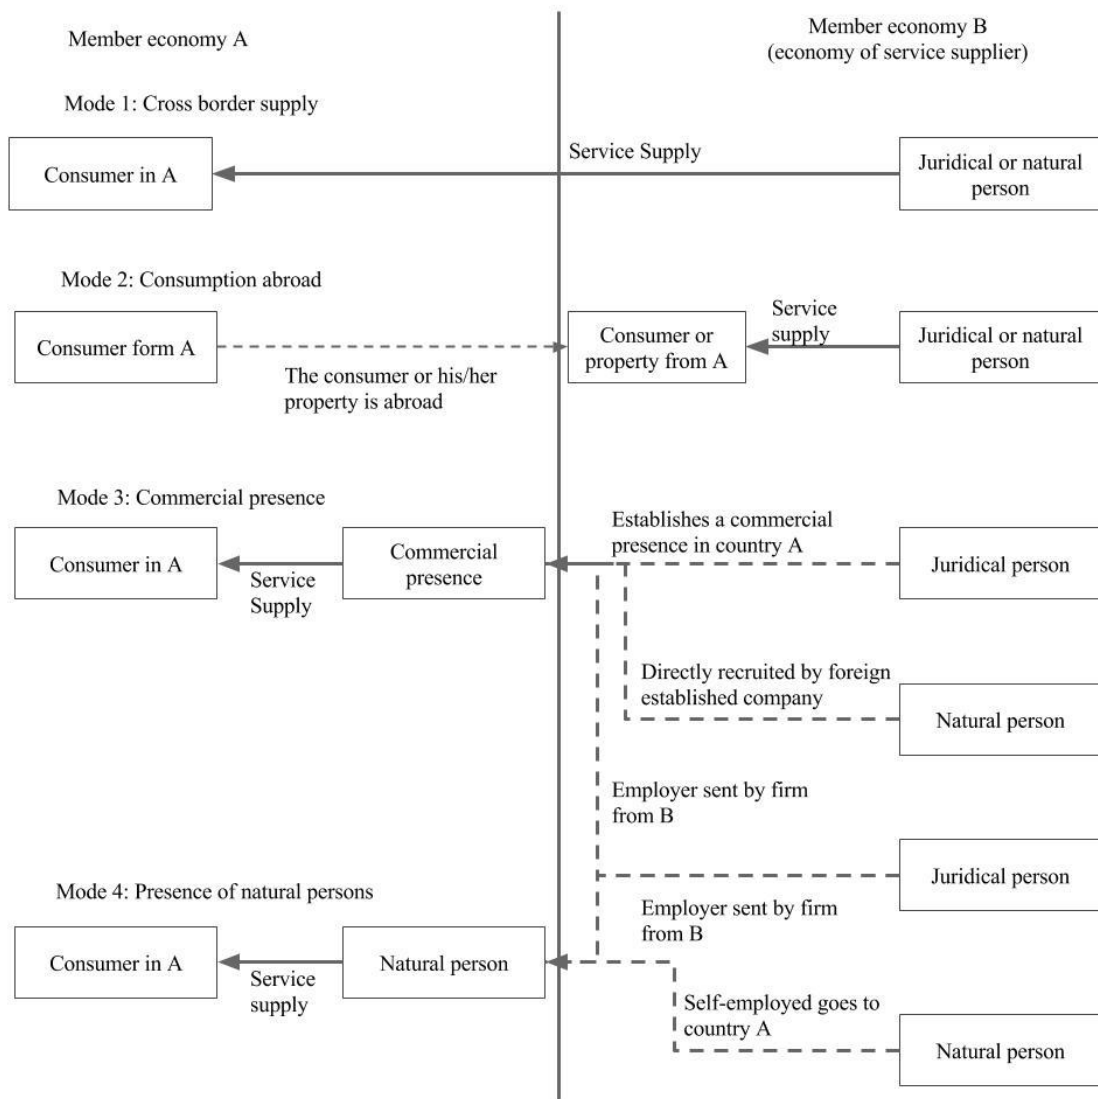 Member economy A
Member economy B
(economy of service supplier)
Mode 1: Cross border supply
Consumer in A
Service Supply
Juridical or natural
person
Mode 2: Consumption abroad
Consumer form A
The consumer or his/her
property is abroad
Consumer or
property from A
Service
supply
Juridical or natural
person
Mode 3: Commercial presence
Consumer in A
Service
Supply
Commercial
presence
Establishes a commercial
presence in country A
Juridical person
Directly recruited by foreign
established company
Natural person
Employer sent by firm
from B
Juridical person
Mode 4: Presence of natural persons
Employer sent by firm
from B
Consumer in A
Service
supply
Natural person
Self-employed goes to
country A
Natural person